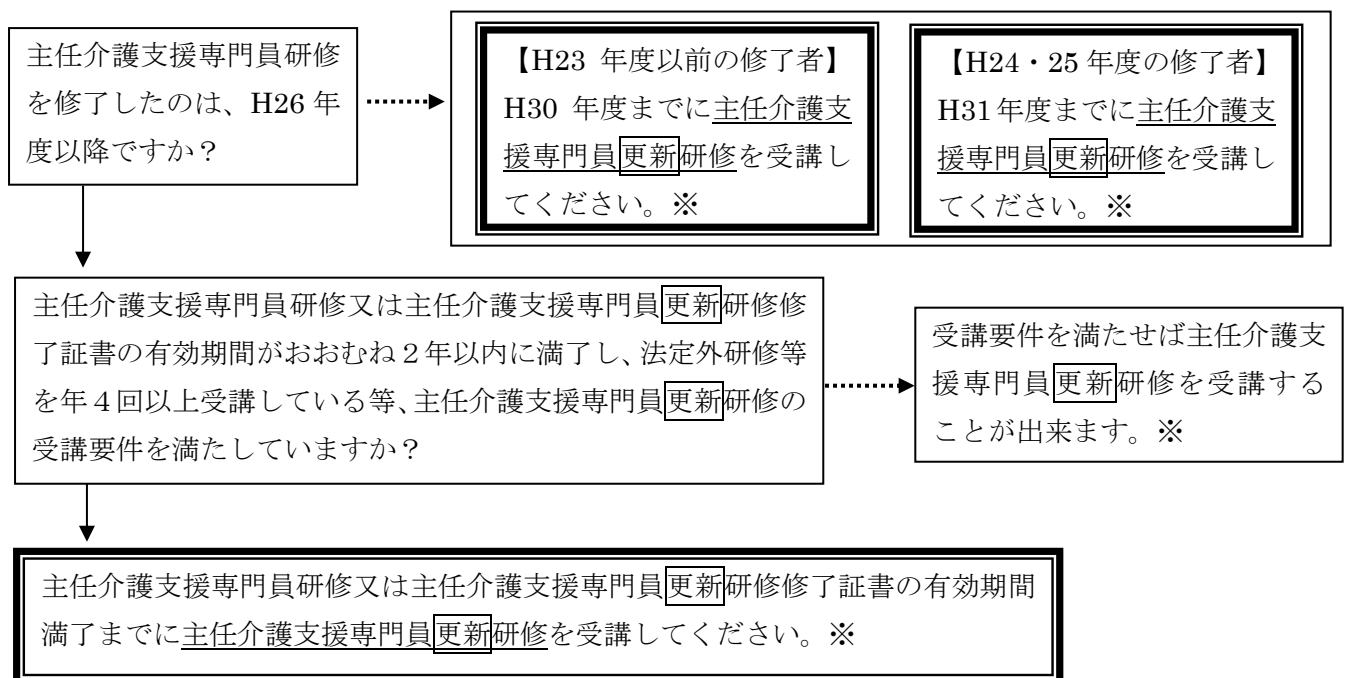 主任介護支援専門員研修
を修了したのは、H26 年
度以降ですか？
【H23 年度以前の修了者】
H30 年度までに主任介護支
援専門員更新研修を受講し
てください。※
【H24・25 年度の修了者】
H31 年度までに主任介護支
援専門員更新研修を受講し
てください。※
主任介護支援専門員研修又は主任介護支援専門員更新研修修
了証書の有効期間がおおむね２年以内に満了し、法定外研修等
を年４回以上受講している等、主任介護支援専門員更新研修の
受講要件を満たしていますか？
受講要件を満たせば主任介護支
援専門員更新研修を受講する
ことが出来ます。※
主任介護支援専門員研修又は主任介護支援専門員更新研修修了証書の有効期間
満了までに主任介護支援専門員更新研修を受講してください。※